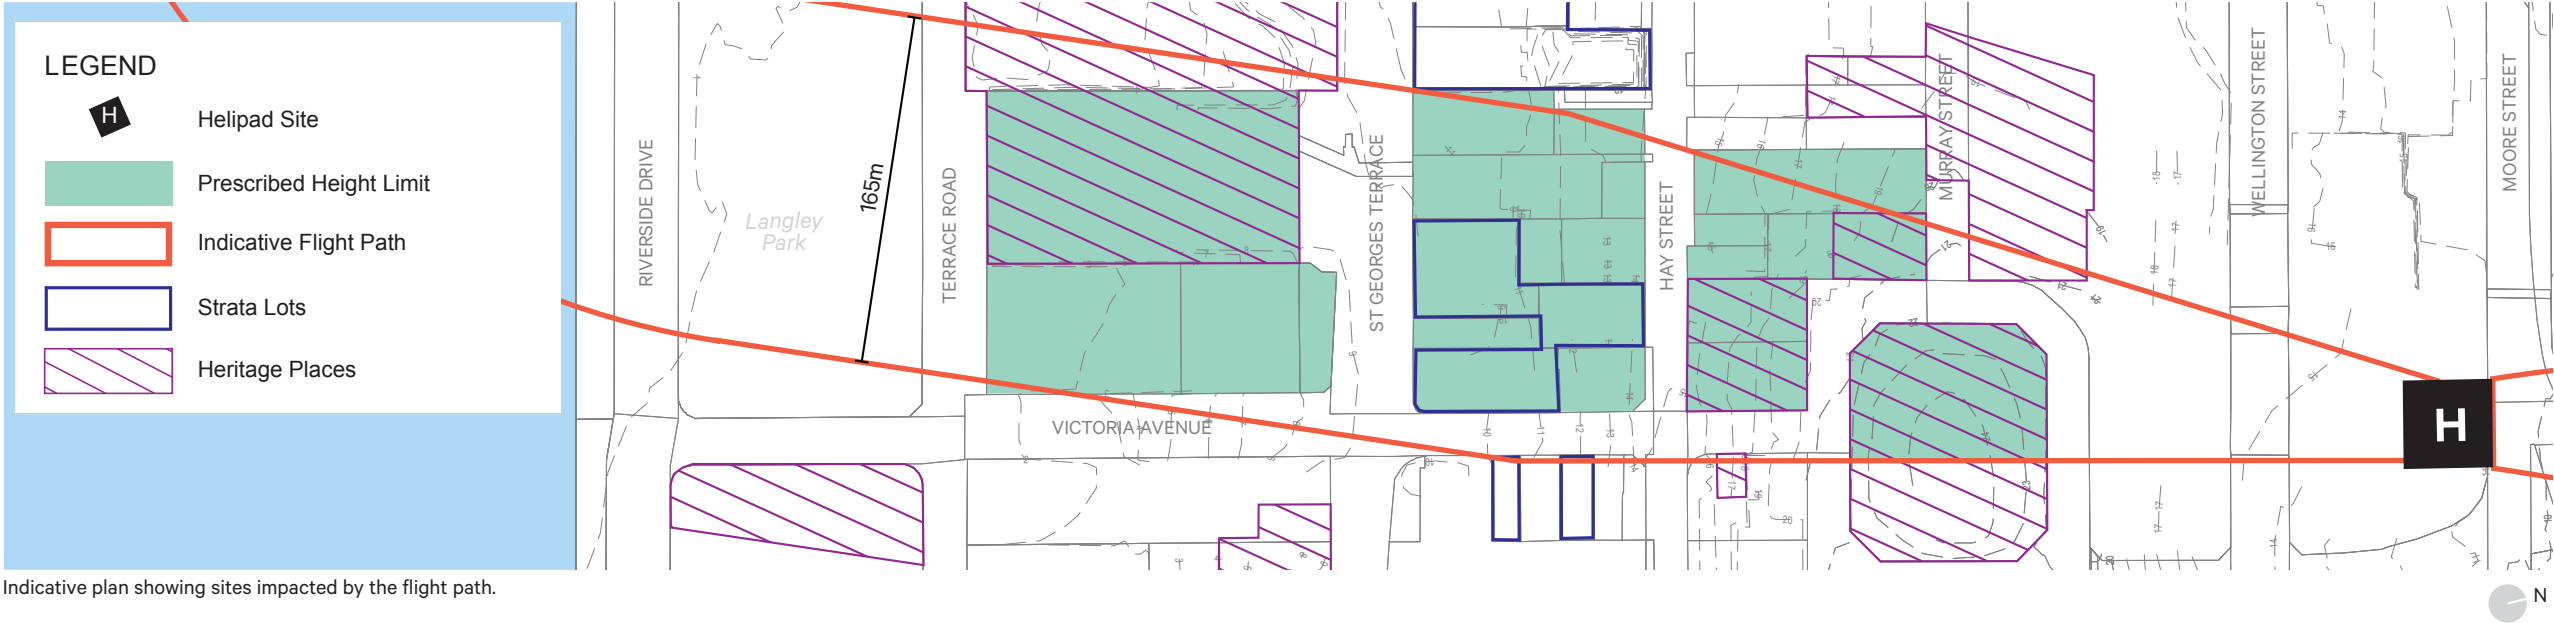 LEGEND
H
Helipad Site
Prescribed Height Limit
Indicative Flight Path
Strata Lots
Heritage Places
RIVERSIDE DRIVE
Langley
Park
165m
TERRACE ROAD
VICTORIA AVENUE
ST GEORGES TERRACE
HAY STREET
MURRAY STREET
WELLINGTON STREET
MOORE STREET
H
Indicative plan showing sites impacted by the flight path.
N